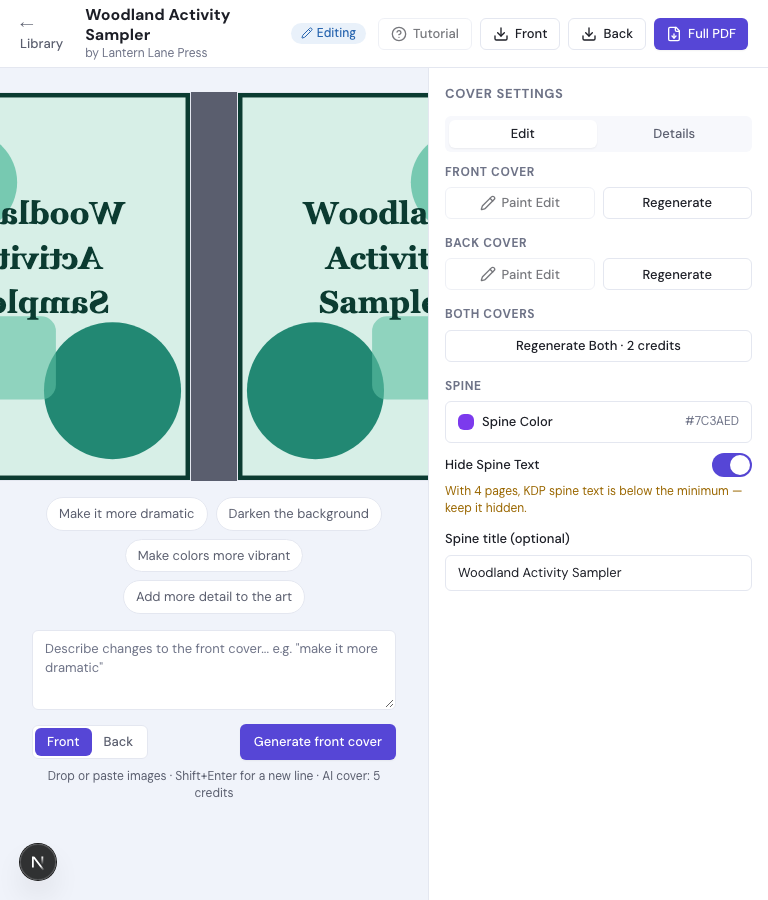 ←
Library
Woodland Activity
Sampler
by Lantern Lane Press
Editing
Tutorial
Front
Back
Full PDF
Woodla
Activit
Sample
Make it more dramatic
Darken the background
Make colors more vibrant
Add more detail to the art
Describe changes to the front cover... e.g. "make it more
dramatic"
Front
Back
Generate front cover
Drop or paste images · Shift+Enter for a new line · AI cover: 5
credits
N
COVER SETTINGS
Edit
Details
FRONT COVER
Paint Edit
Regenerate
BACK COVER
Paint Edit
Regenerate
BOTH COVERS
Regenerate Both · 2 credits
SPINE
Spine Color
#7C3AED
Hide Spine Text
With 4 pages, KDP spine text is below the minimum —
keep it hidden.
Spine title (optional)
Woodland Activity Sampler